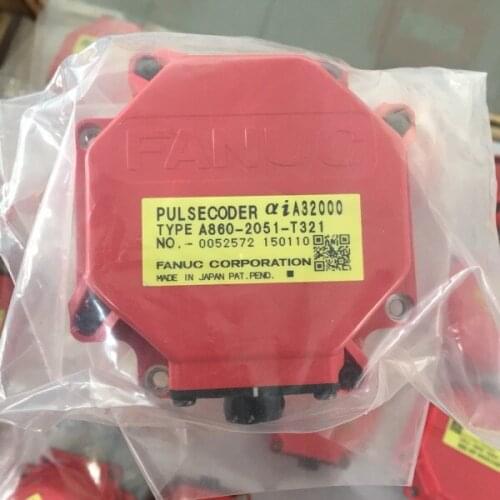 FANUC
PULSECODER αiA32000
TYPE A860-2051-T321
NO.- 0052572 150110
FANUC CORPORATION
MADE IN JAPAN PAT.PEND.